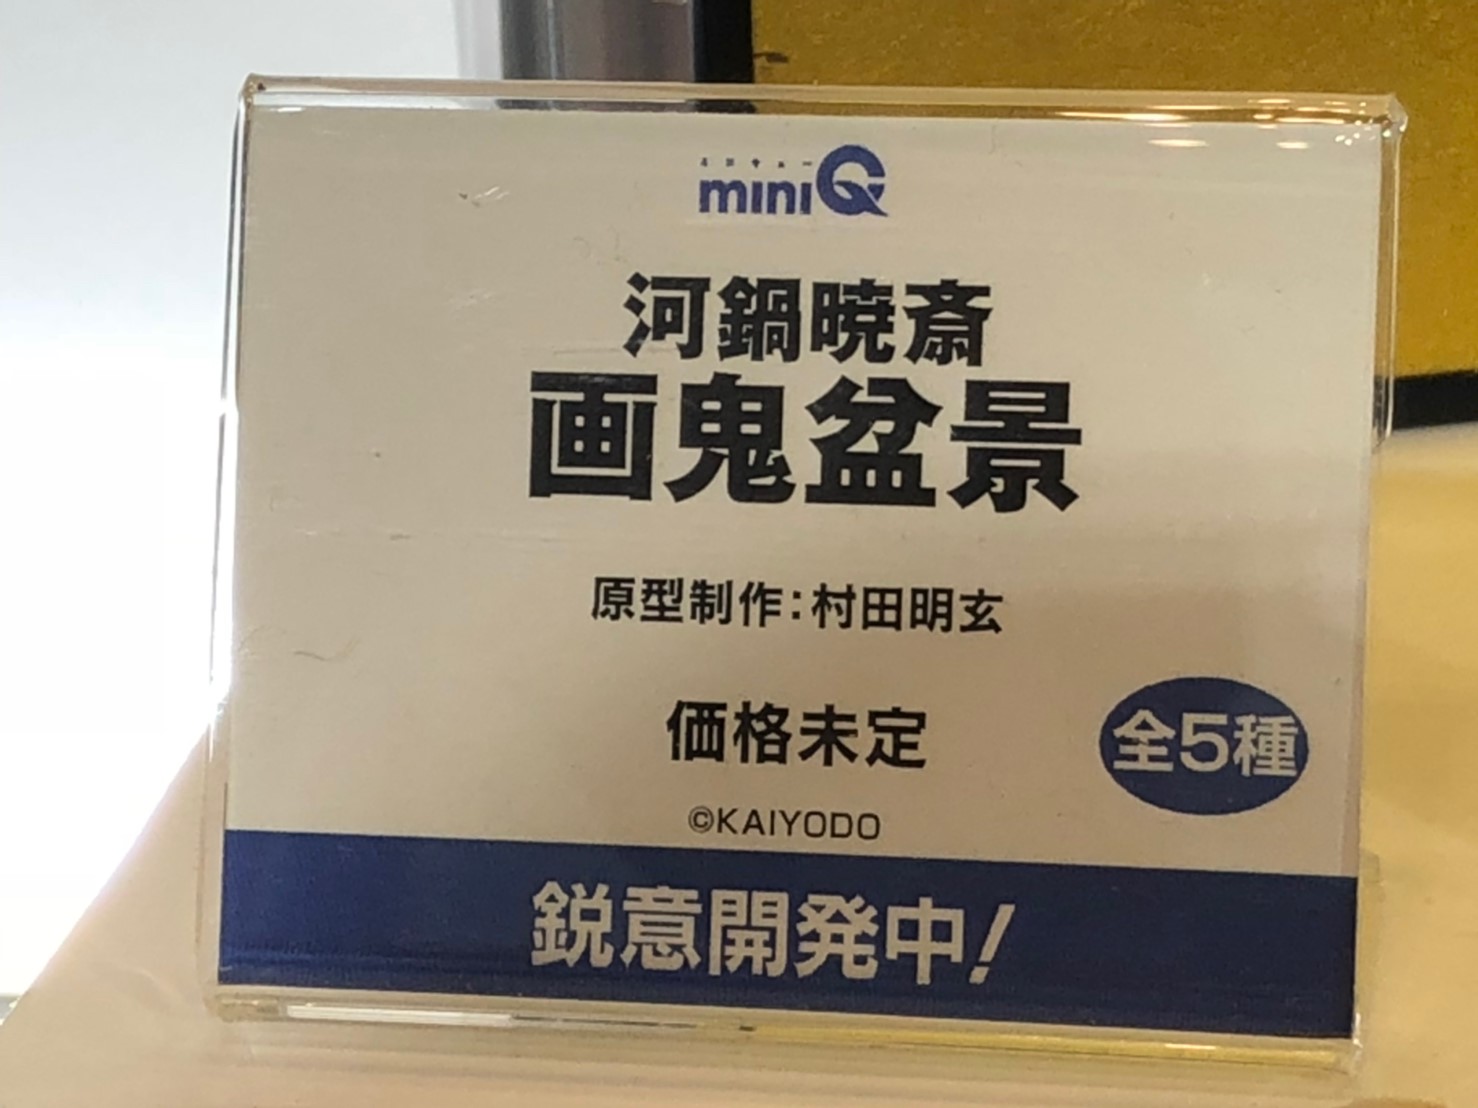 ミニキュー
miniQ
河鍋暁斎
画鬼盆景
原型制作:村田明玄
価格未定
全5種
©KAIYODO
鋭意開発中!